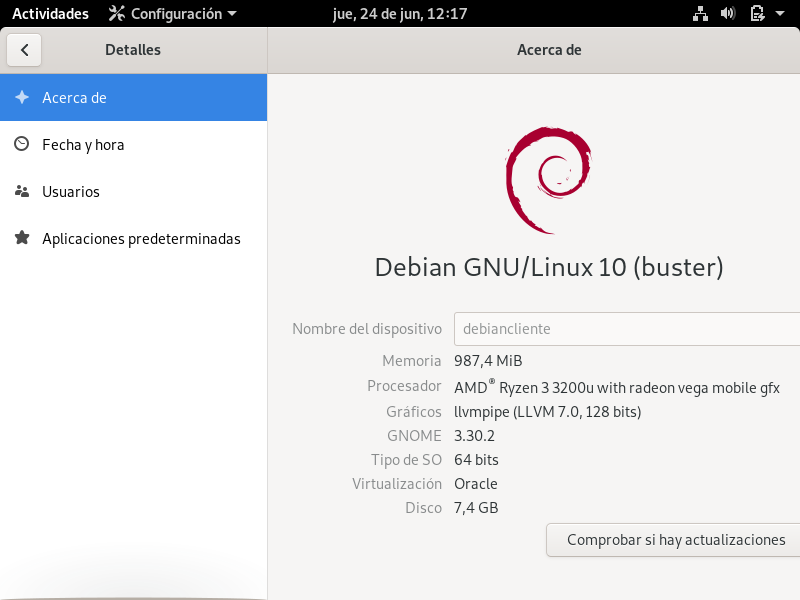 Actividades Configuración jue, 24 de jun, 12:17
Detalles Acerca de
Acerca de
Fecha y hora
Usuarios
Aplicaciones predeterminadas
Debian GNU/Linux 10 (buster)
Nombre del dispositivo debiancliente
Memoria 987,4 MiB
Procesador AMD® Ryzen 3 3200u with radeon vega mobile gfx
Gráficos llvmpipe (LLVM 7.0, 128 bits)
GNOME 3.30.2
Tipo de SO 64 bits
Virtualización Oracle
Disco 7,4 GB
Comprobar si hay actualizaciones